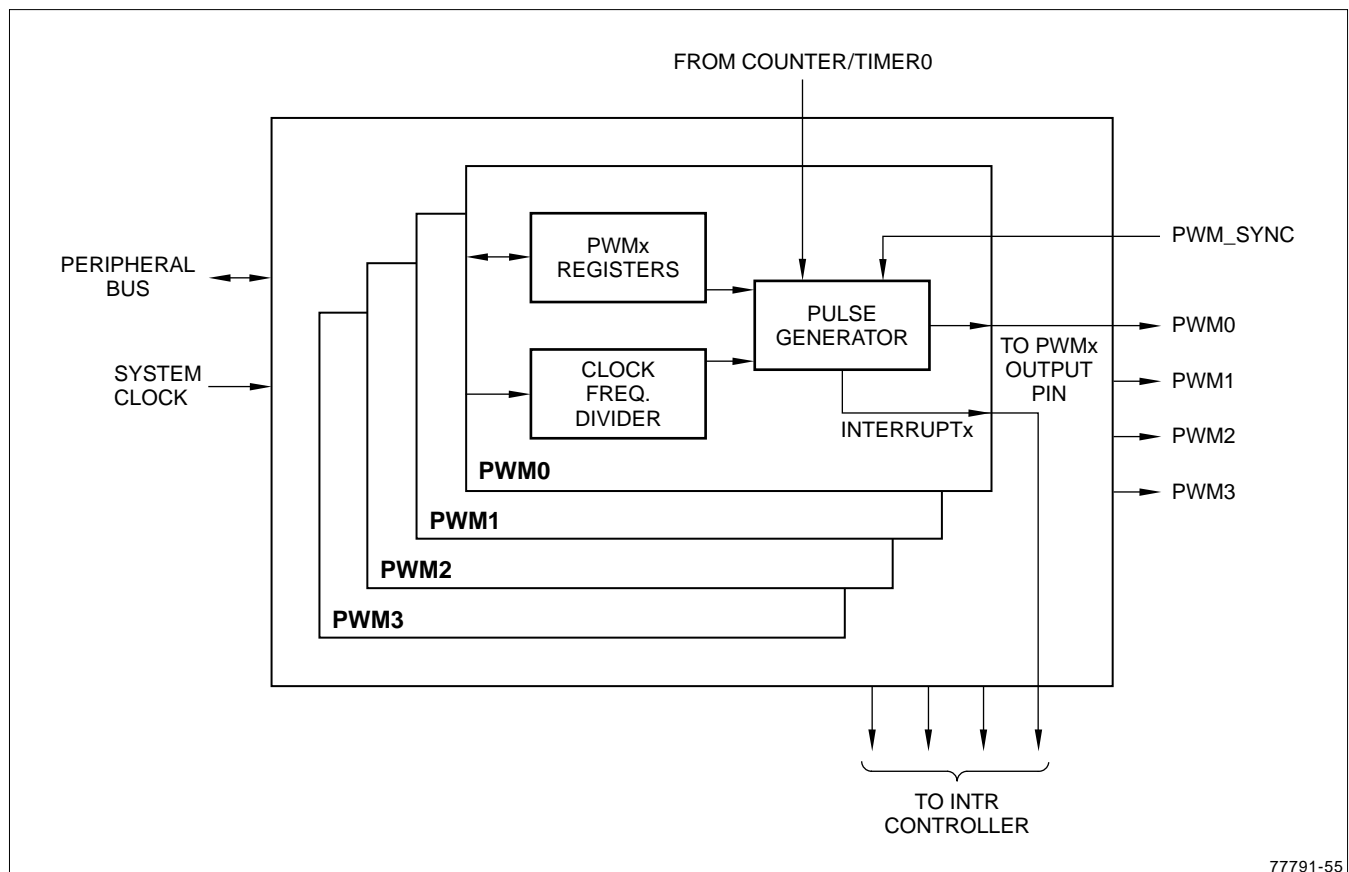 FROM COUNTER/TIMER0
PERIPHERAL
BUS
SYSTEM
CLOCK
PWMx
REGISTERS
CLOCK
FREQ.
DIVIDER
PULSE
GENERATOR
INTERRUPTx
PWM0
PWM1
PWM2
PWM3
TO PWMx
OUTPUT
PIN
PWM_SYNC
PWM0
PWM1
PWM2
PWM3
TO INTR
CONTROLLER
77791-55